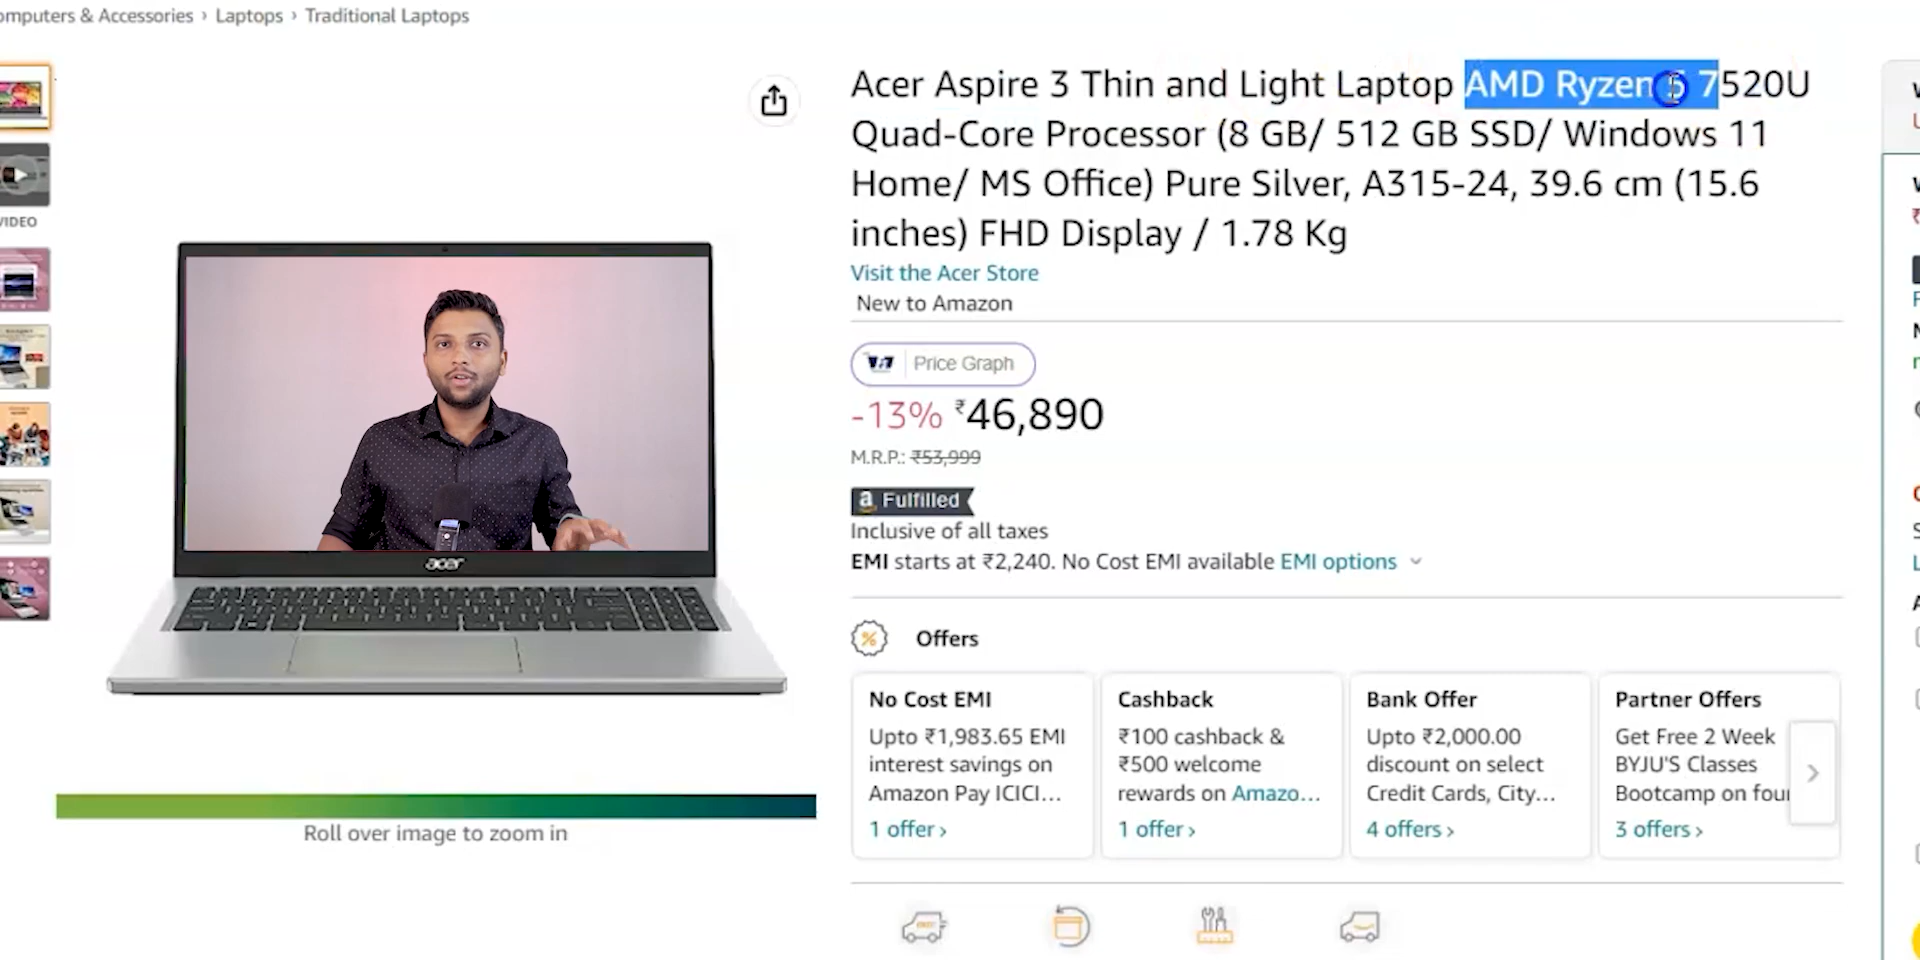 omputers & Accessories › Laptops › Traditional Laptops
VIDEO
acer
Roll over image to zoom in
Acer Aspire 3 Thin and Light Laptop AMD Ryzen 5 7520U
Quad-Core Processor (8 GB/ 512 GB SSD/ Windows 11
Home/ MS Office) Pure Silver, A315-24, 39.6 cm (15.6
inches) FHD Display / 1.78 Kg
Visit the Acer Store
New to Amazon
Price Graph
-13% ₹46,890
M.R.P.: ₹53,999
a Fulfilled
Inclusive of all taxes
EMI starts at ₹2,240. No Cost EMI available EMI options
% Offers
No Cost EMI
Upto ₹1,983.65 EMI
interest savings on
Amazon Pay ICICI...
1 offer ›
Cashback
₹100 cashback &
₹500 welcome
rewards on Amazo...
1 offer ›
Bank Offer
Upto ₹2,000.00
discount on select
Credit Cards, City...
4 offers ›
Partner Offers
Get Free 2 Week
BYJU'S Classes
Bootcamp on four
3 offers ›